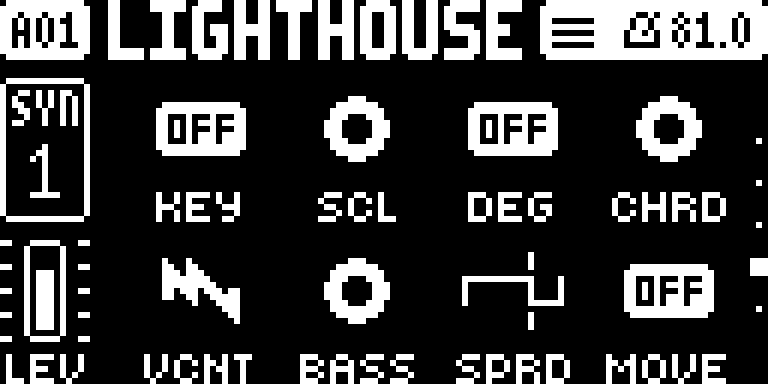 A01 LIGHTHOUSE 81.0
SYN
1
OFF OFF
KEY SCL DEG CHRD
OFF
LEV VCNT BASS SPRD MOVE